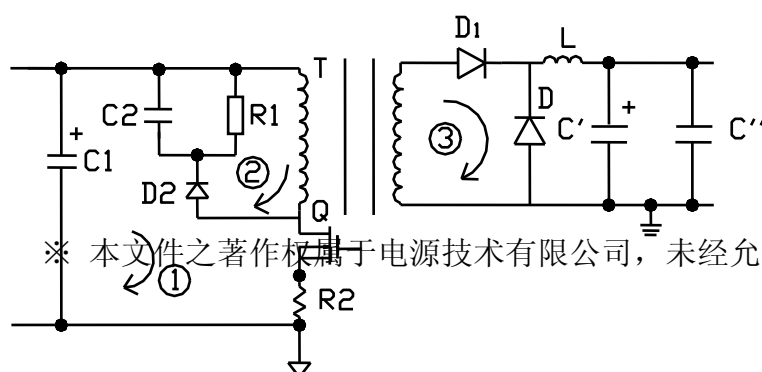 D1
T
L
C2
R1
+
C1
D
C'
+
C''
③
②
D2
Q
※ 本文件之著作权属于电源技术有限公司，未经允
①
R2